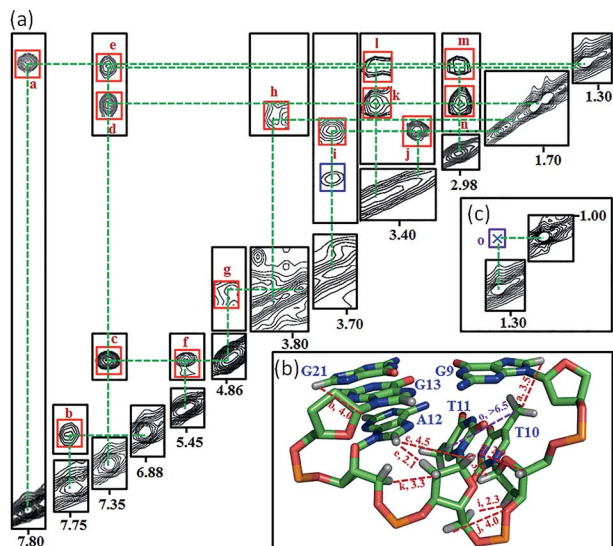 (a)
e
l
m
a
1.30
h
k
d
n
i
j
1.70
2.98
3.40
(c)
1.00
o
g
1.30
3.70
3.80
c
f
4.86
(b)
G21
G13
G9
b, 4.0
A12
T11
o, >6.5
T10
5.45
b
6.88
c, 4.5
e, 2.1
k, 3.3
i, 2.3
j, 4.0
7.35
7.75
7.80